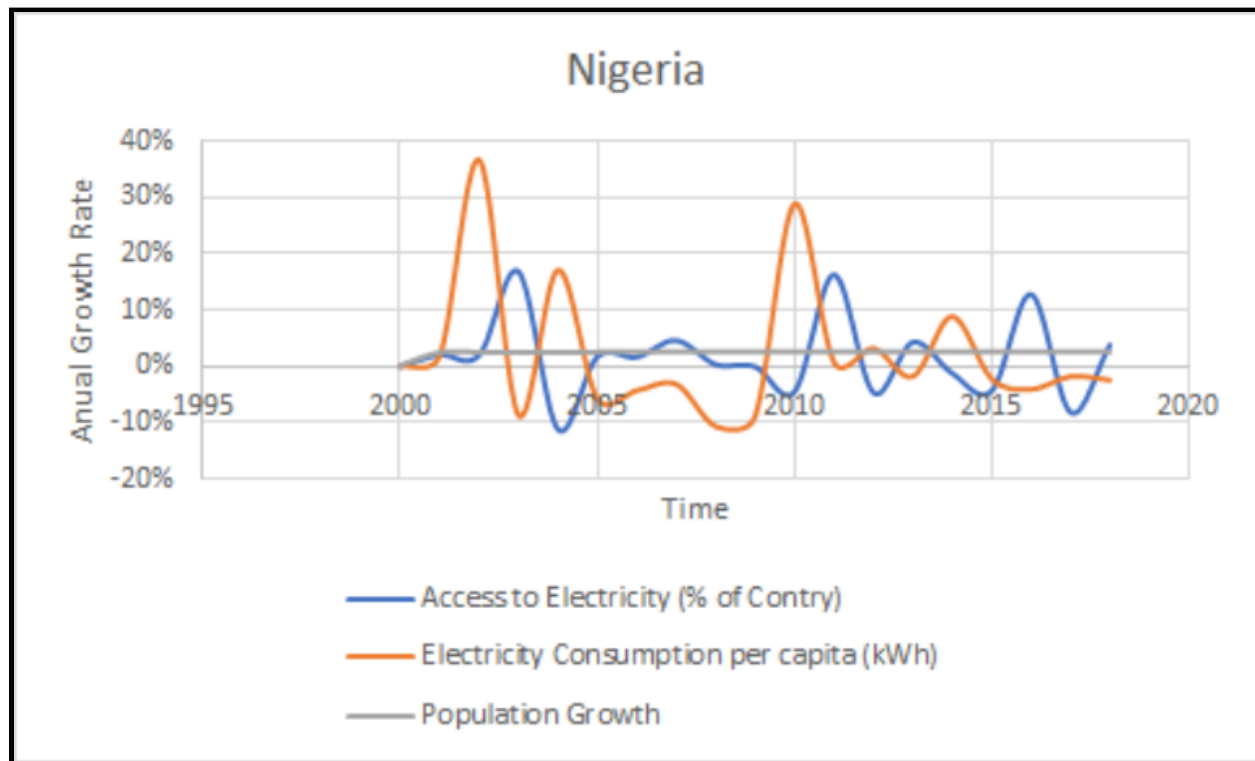 Nigeria
Anual Growth Rate
40%
30%
20%
10%
0%
-10%
-20%
1995 2000 2005 2010 2015 2020
Time
Access to Electricity (% of Contry)
Electricity Consumption per capita (kWh)
Population Growth